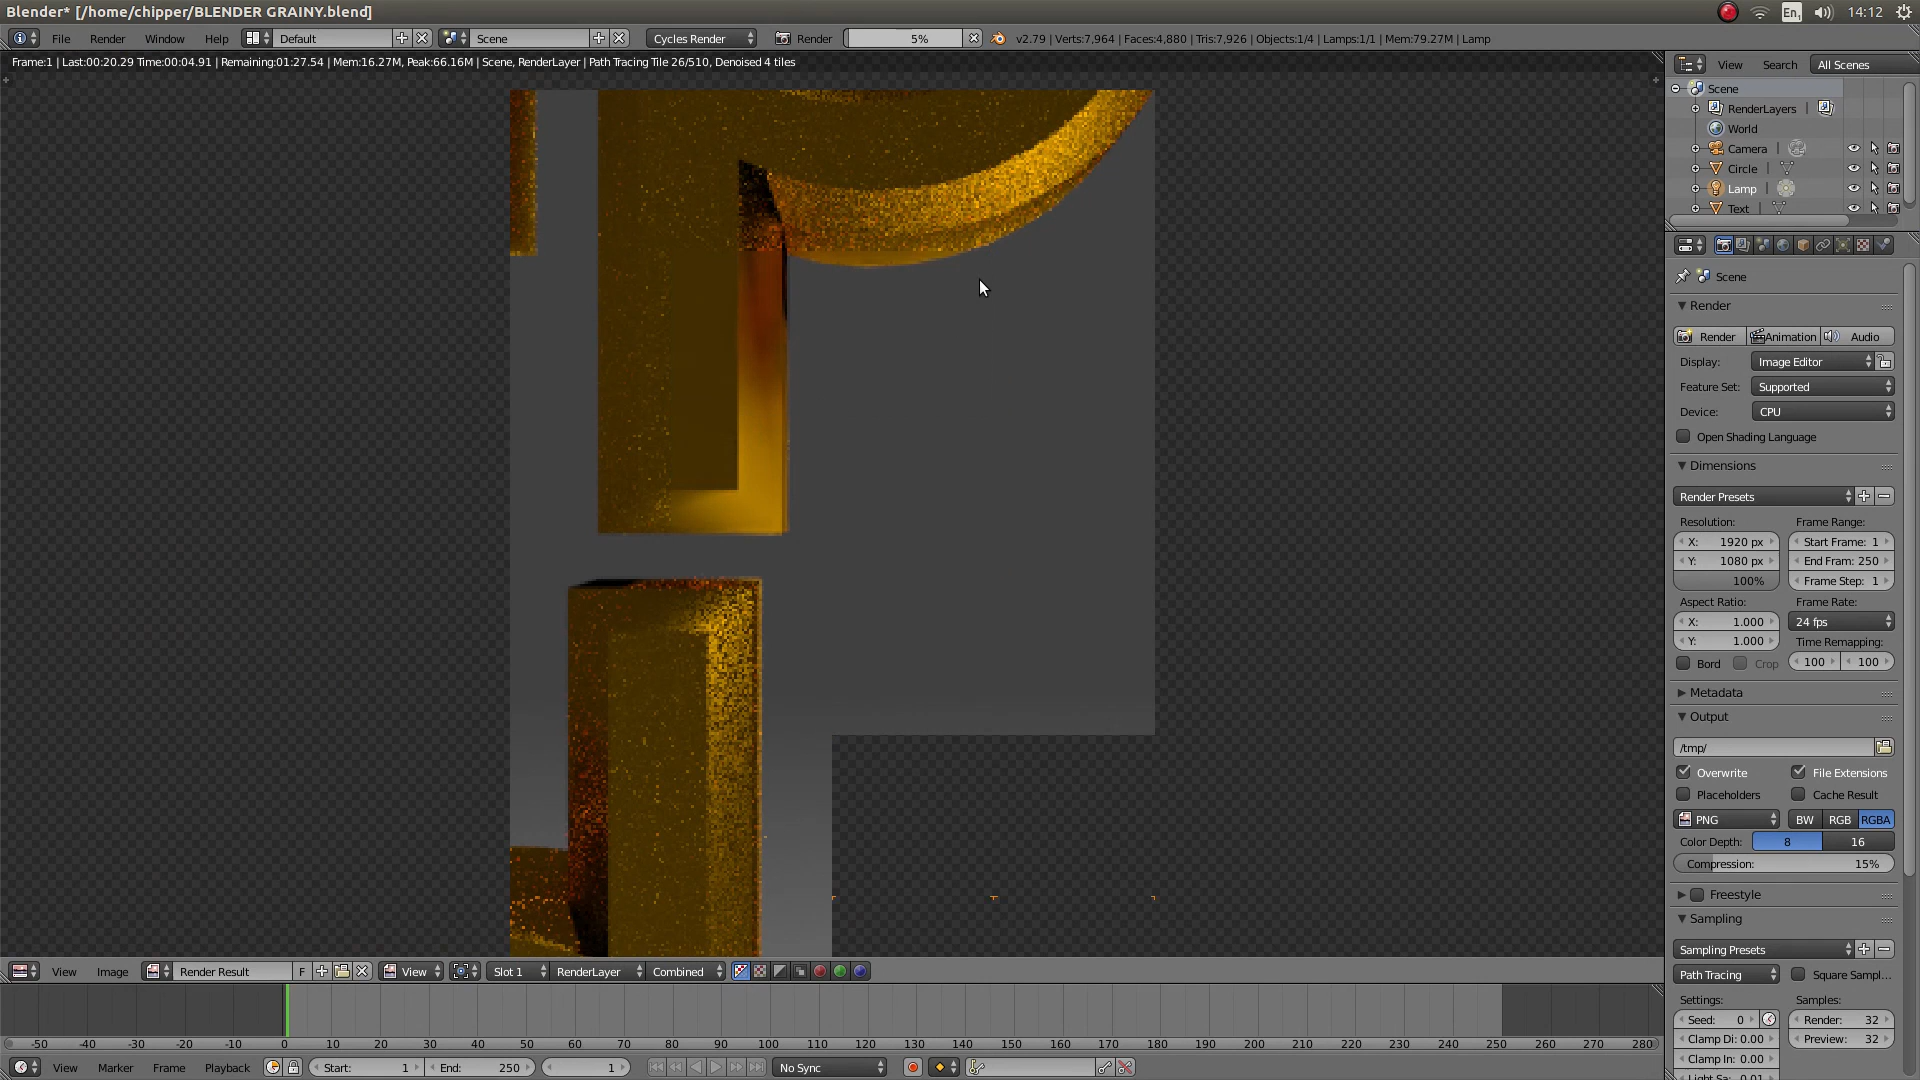 Blender* [/home/chipper/BLENDER GRAINY.blend] En1 14:12
File Render Window Help Default Scene Cycles Render Render 5% v2.79 | Verts:7,964 | Faces:4,880 | Tris:7,926 | Objects:1/4 | Lamps:1/1 | Mem:79.27M | Lamp
Frame:1 | Last:00:20.29 Time:00:04.91 | Remaining:01:27.54 | Mem:16.27M, Peak:66.16M | Scene, RenderLayer | Path Tracing Tile 26/510, Denoised 4 tiles
View Search All Scenes
Scene
RenderLayers
World
Camera
Circle
Lamp
Text
Scene
Render
Render Animation Audio
Display: Image Editor
Feature Set: Supported
Device: CPU
Open Shading Language
Dimensions
Render Presets
Resolution: Frame Range:
X: 1920 px Start Frame: 1
Y: 1080 px End Fram: 250
100% Frame Step: 1
Aspect Ratio: Frame Rate:
X: 1.000 24 fps
Y: 1.000 Time Remapping:
Bord Crop 100 100
Metadata
Output
/tmp/
Overwrite File Extensions
Placeholders Cache Result
PNG BW RGB RGBA
Color Depth: 8 16
Compression: 15%
Freestyle
Sampling
Sampling Presets
Path Tracing Square Sampl...
Settings: Samples:
Seed: 0 Render: 32
Clamp Di: 0.00 Preview: 32
Clamp In: 0.00
Light Sa: 0.01
View Image Render Result F View Slot 1 RenderLayer Combined
-50 -40 -30 -20 -10 0 10 20 30 40 50 60 70 80 90 100 110 120 130 140 150 160 170 180 190 200 210 220 230 240 250 260 270 280
View Marker Frame Playback Start: 1 End: 250 1 No Sync